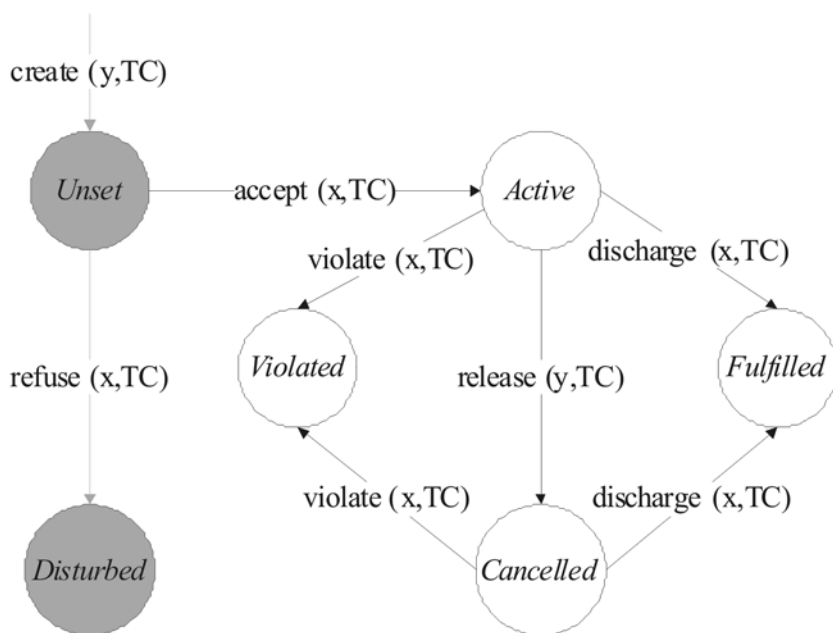 create (y,TC)
Unset
accept (x,TC)
Active
violate (x,TC)
discharge (x,TC)
refuse (x,TC)
Violated
release (y,TC)
Fulfilled
violate (x,TC)
discharge (x,TC)
Disturbed
Cancelled